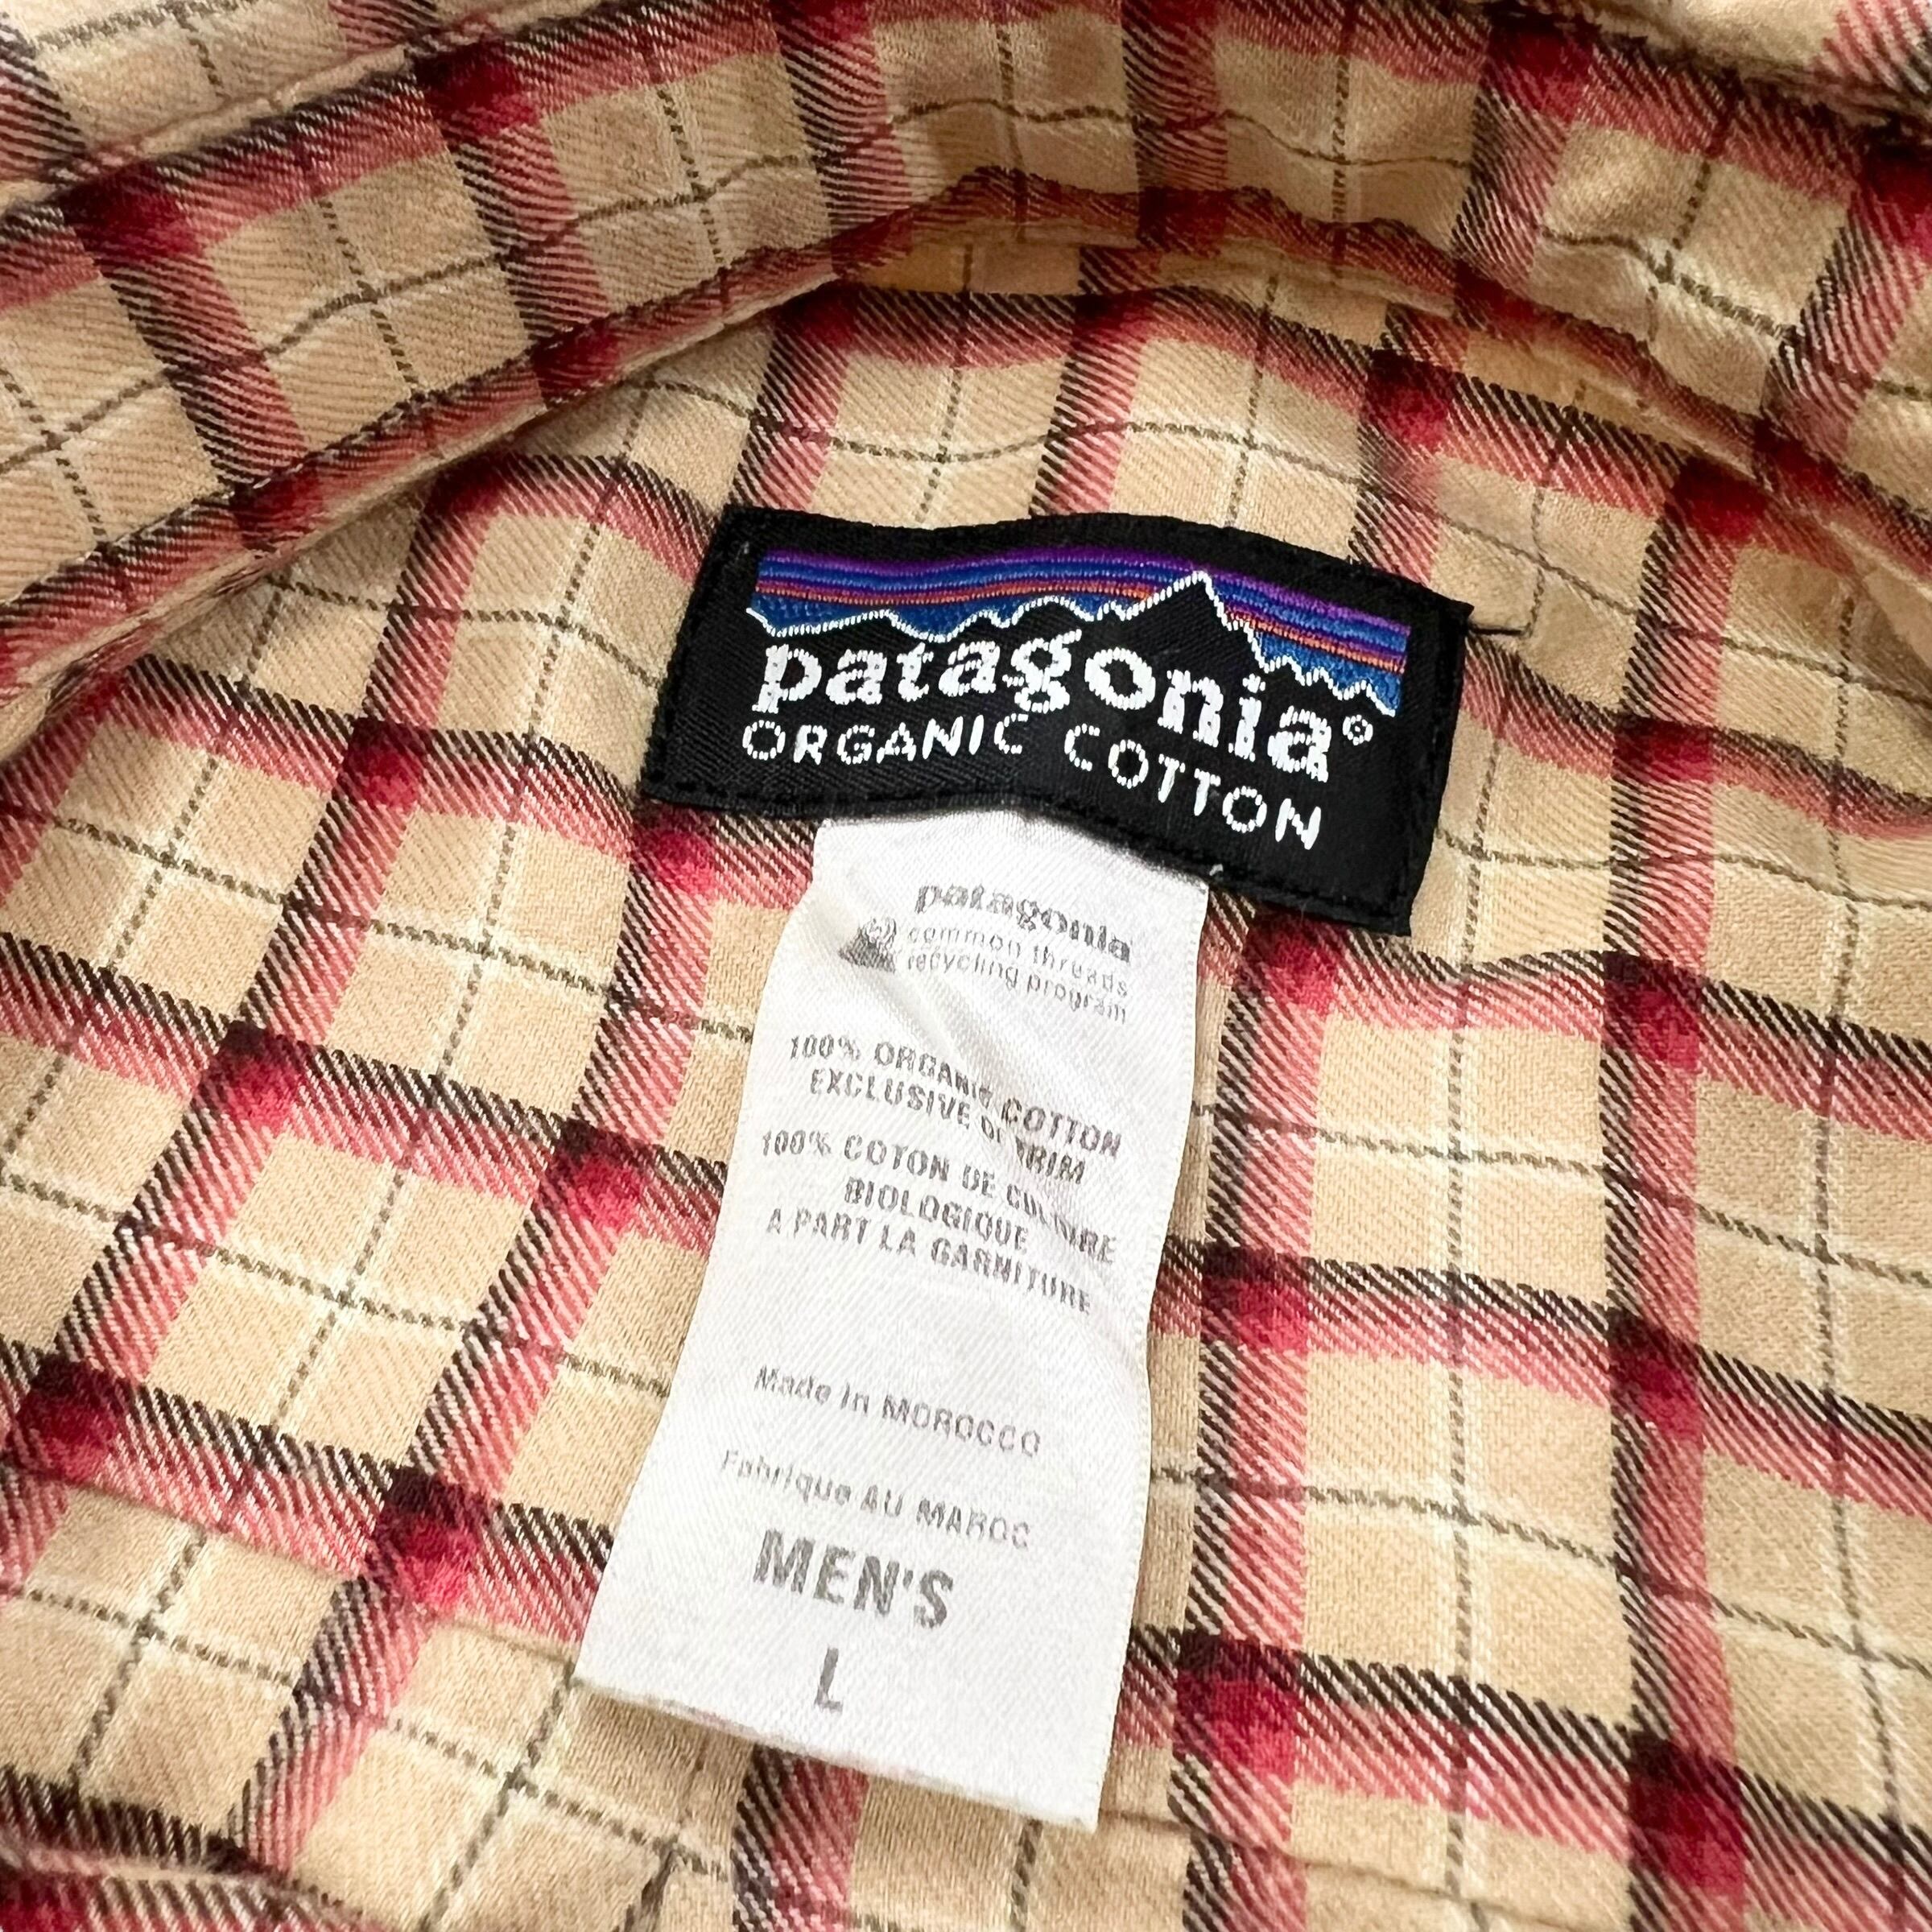 patagonia®
ORGANIC COTTON
patagonia
common threads
recycling program
100% ORGANIC COTTON
EXCLUSIVE OF TRIM
100% COTON DE CULTURE
BIOLOGIQUE
A PART LA GARNITURE
Made in MOROCCO
Fabrique AU MAROC
MEN'S
L